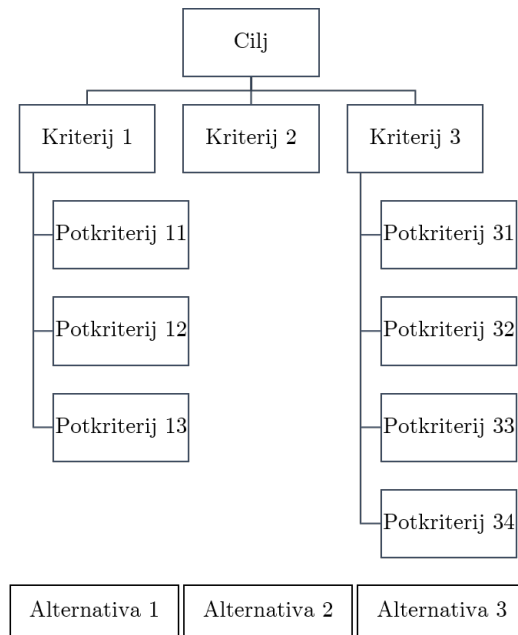 Cilj
Kriterij 1
Kriterij 2
Kriterij 3
Potkriterij 11
Potkriterij 31
Potkriterij 12
Potkriterij 32
Potkriterij 13
Potkriterij 33
Potkriterij 34
Alternativa 1
Alternativa 2
Alternativa 3